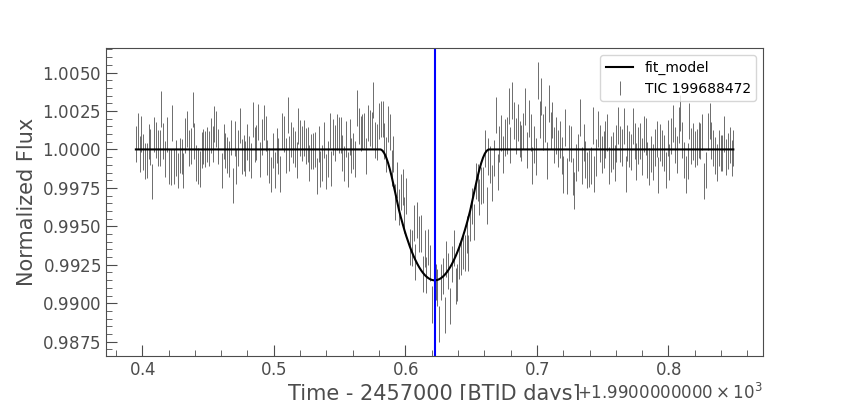 fit_model
TIC 199688472
1.0050
1.0025
1.0000
0.9975
0.9950
0.9925
0.9900
0.9875
Normalized Flux
0.4 0.5 0.6 0.7 0.8
Time - 2457000 [BTJD days]
+1.9900000000 × 10³